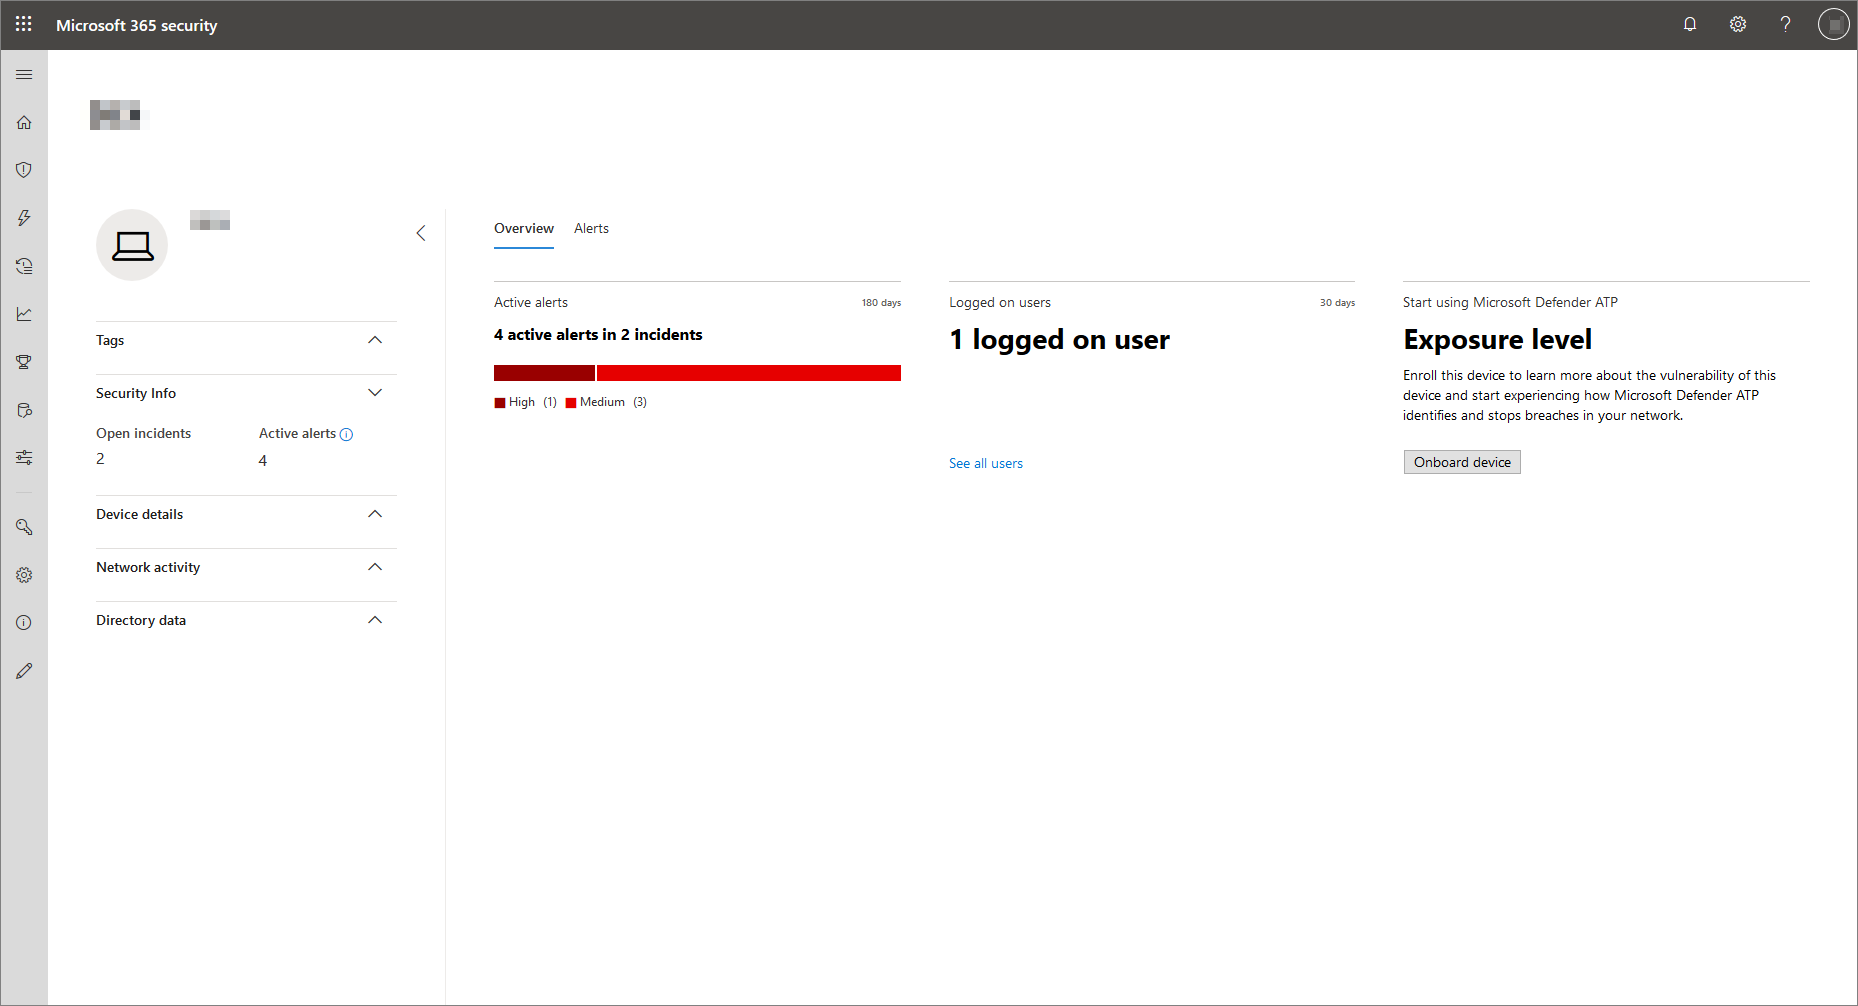 Microsoft 365 security
Overview
Alerts
Tags
Security Info
Open incidents
Active alerts
2
4
Device details
Network activity
Directory data
Active alerts
180 days
4 active alerts in 2 incidents
High (1)
Medium (3)
Logged on users
30 days
1 logged on user
See all users
Start using Microsoft Defender ATP
Exposure level
Enroll this device to learn more about the vulnerability of this
device and start experiencing how Microsoft Defender ATP
identifies and stops breaches in your network.
Onboard device